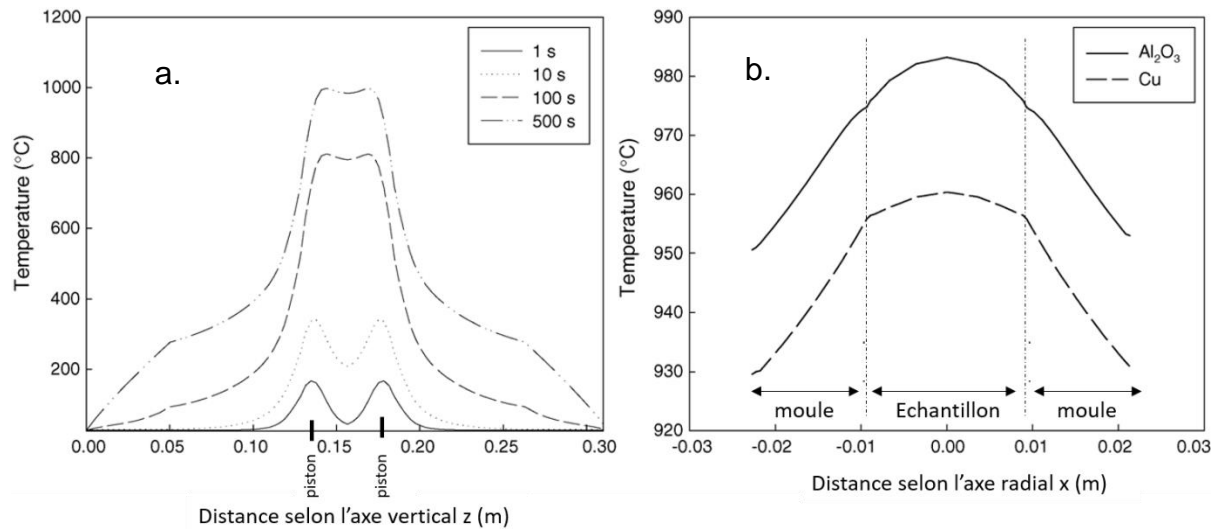 a.
1200
1000
800
600
400
200
Temperature (°C)
1 s
10 s
100 s
500 s
0.00
0.05
0.10
0.15
0.20
0.25
0.30
piston
piston
Distance selon l'axe vertical z (m)
b.
990
980
970
960
950
940
930
920
Temperature (°C)
Al₂O₃
Cu
moule
Echantillon
moule
-0.03
-0.02
-0.01
0.00
0.01
0.02
0.03
Distance selon l'axe radial x (m)